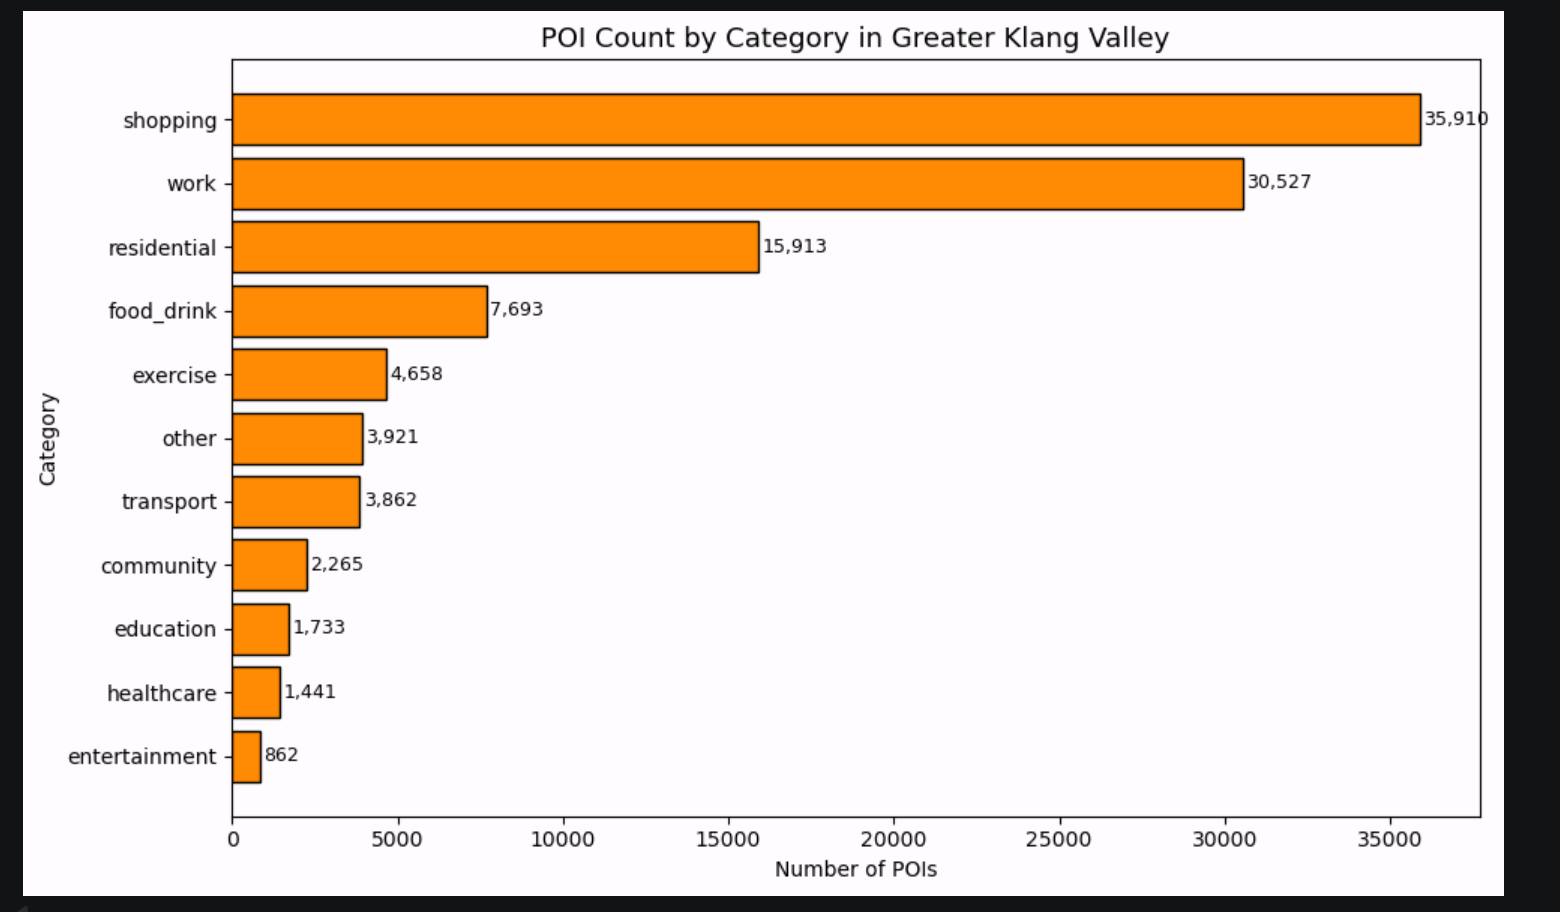 POI Count by Category in Greater Klang Valley
shopping 35,910
work 30,527
residential 15,913
food_drink 7,693
exercise 4,658
other 3,921
transport 3,862
community 2,265
education 1,733
healthcare 1,441
entertainment 862
Category
0 5000 10000 15000 20000 25000 30000 35000
Number of POIs